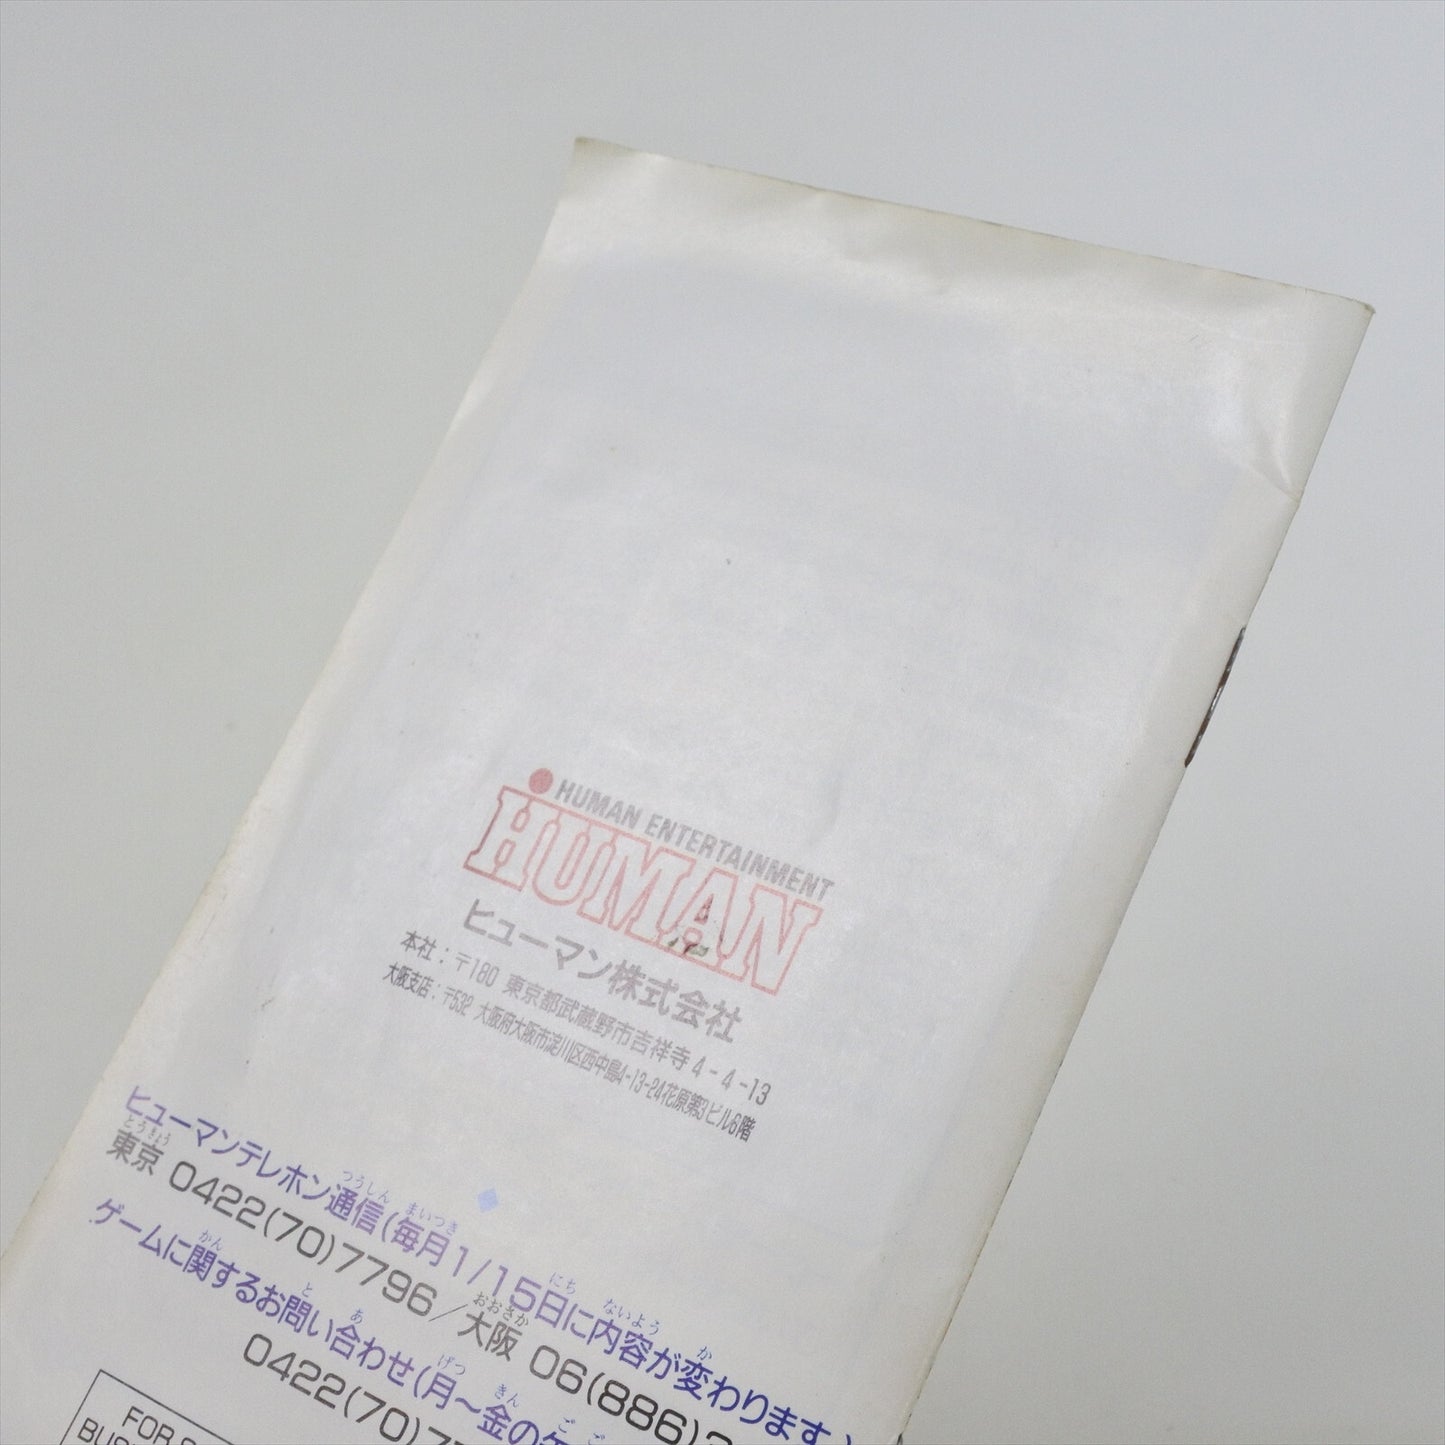 HUMAN ENTERTAINMENT
HUMAN
ヒューマン株式会社
本社：〒180 東京都武蔵野市吉祥寺4-4-13
大阪支店：〒532 大阪府大阪市淀川区西中島4-13-24花原第3ビル6階
ヒューマンテレホン通信(毎月1/15日に内容が変わります)
東京 0422(70)7796/大阪 06(886)
ゲームに関するお問い合わせ(月～金の
0422(70)7
FOR
BUS